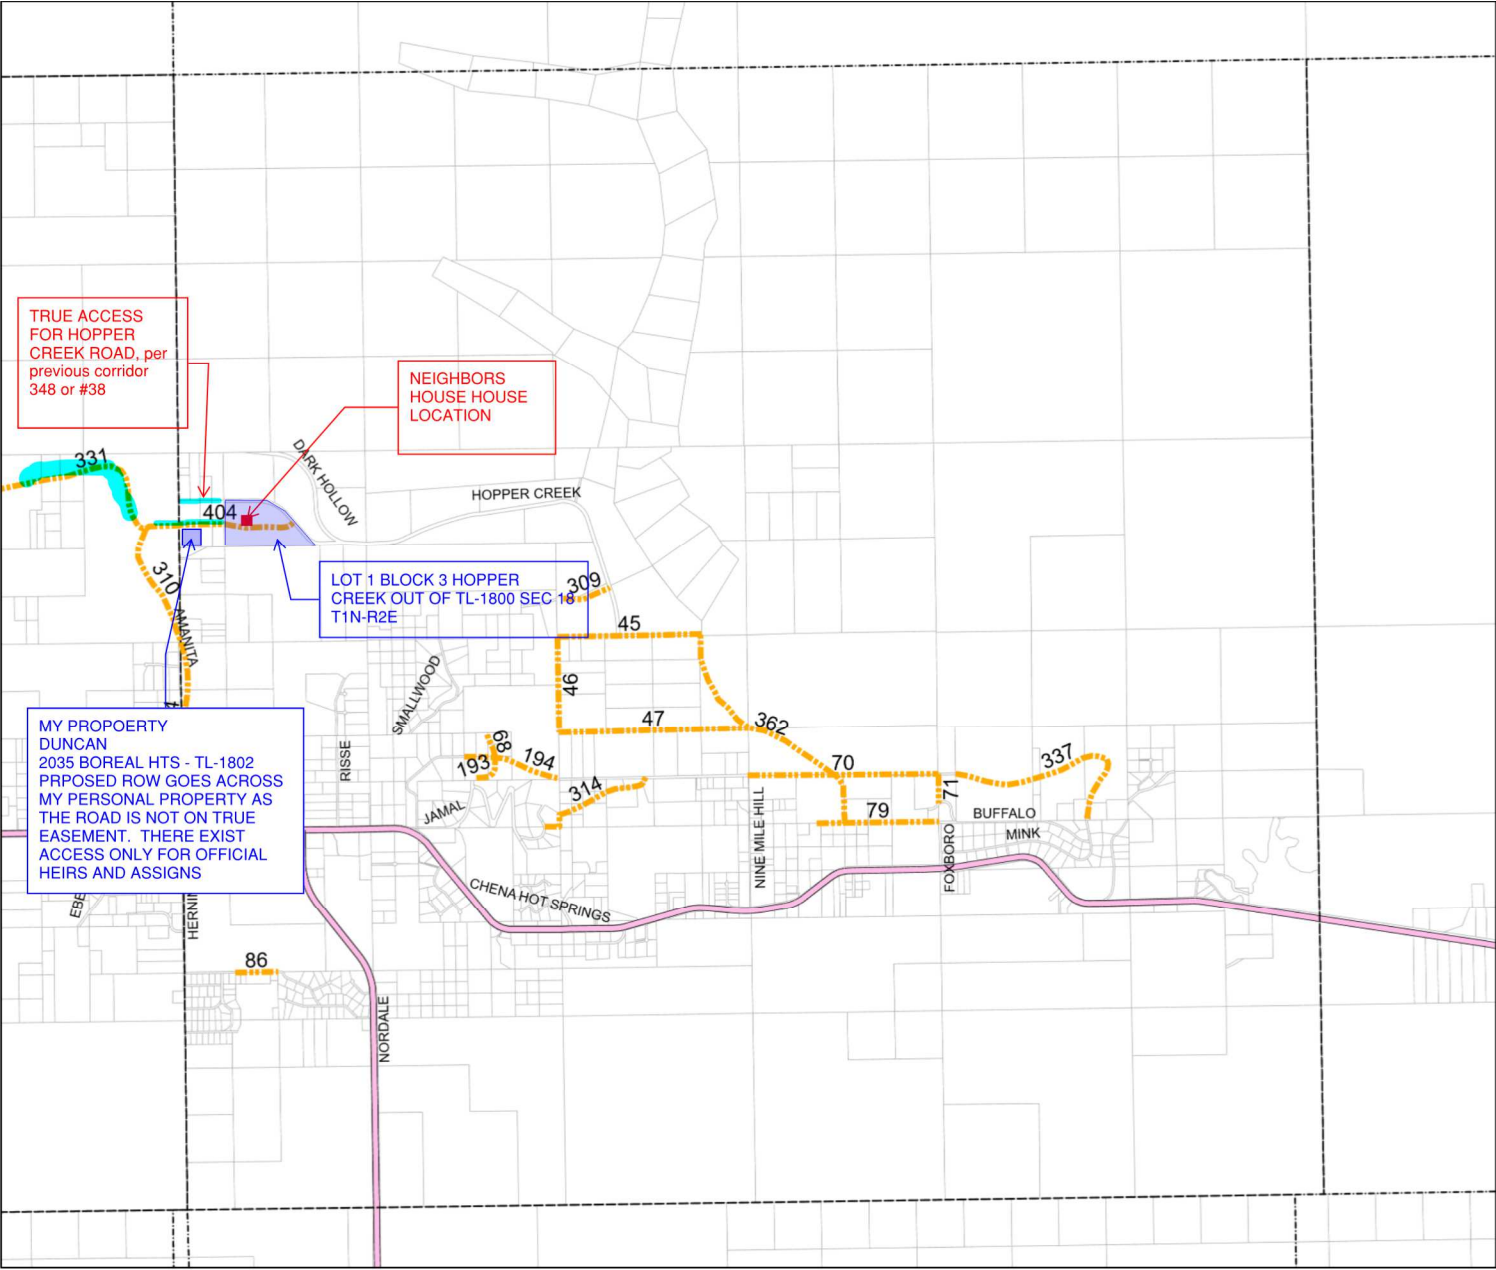 TRUE ACCESS
FOR HOPPER
CREEK ROAD, per
previous corridor
348 or #38
NEIGHBORS
HOUSE HOUSE
LOCATION
DARK HOLLOW
331
HOPPER CREEK
404
310
LOT 1 BLOCK 3 HOPPER
CREEK OUT OF TL-1800 SEC 18
T1N-R2E
309
AMANITA
45
SMALLWOOD
46
47
362
MY PROPOERTY
DUNCAN
2035 BOREAL HTS - TL-1802
PRPOSED ROW GOES ACROSS
MY PERSONAL PROPERTY AS
THE ROAD IS NOT ON TRUE
EASEMENT. THERE EXIST
ACCESS ONLY FOR OFFICIAL
HEIRS AND ASSIGNS
RISSE
68
193
194
314
JAMAL
70
337
71
79
BUFFALO
MINK
NINE MILE HILL
FOXBORO
CHENA HOT SPRINGS
86
NORDALE